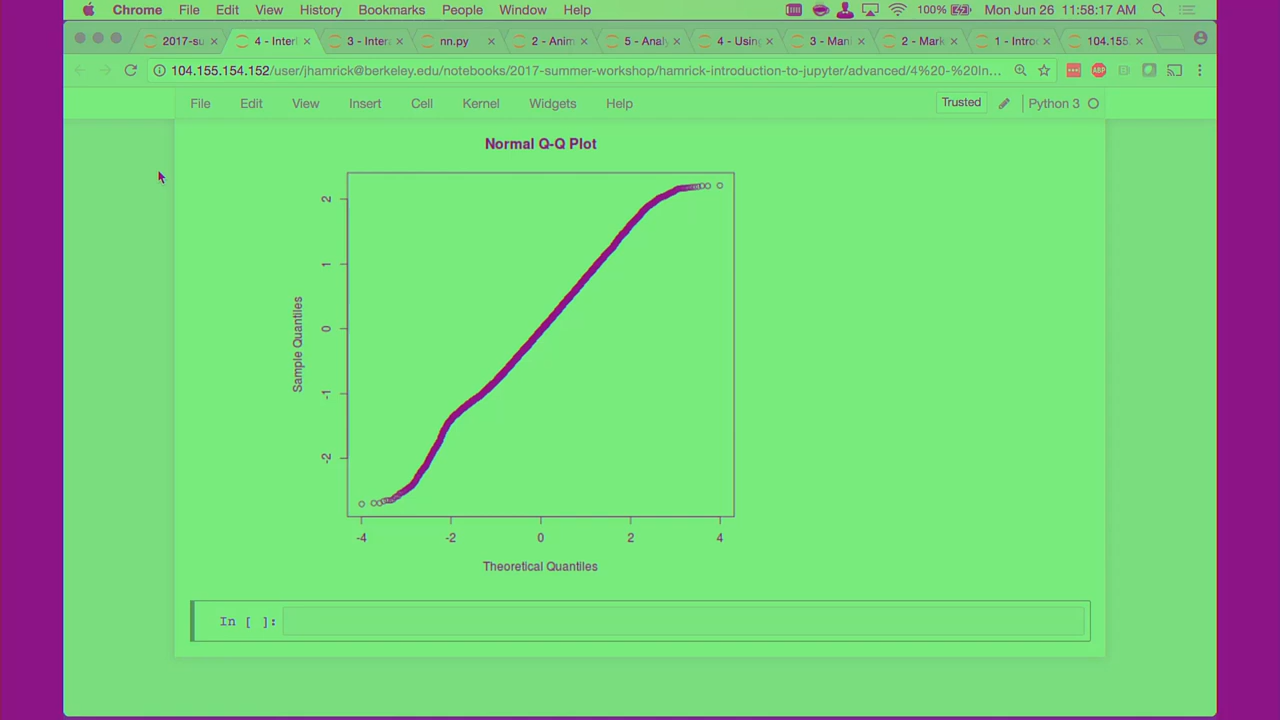 Chrome File Edit View History Bookmarks People Window Help 100% Mon Jun 26 11:58:17 AM
2017-su 4 - Inter 3 - Intera nn.py 2 - Anim 5 - Analy 4 - Using 3 - Mani 2 - Mark 1 - Introd 104.155.
104.155.154.152/user/jhamrick@berkeley.edu/notebooks/2017-summer-workshop/hamrick-introduction-to-jupyter/advanced/4%20-%20In... ABP
File Edit View Insert Cell Kernel Widgets Help Trusted Python 3
Normal Q-Q Plot
2
1
0
-1
-2
Sample Quantiles
-4 -2 0 2 4
Theoretical Quantiles
In [ ]: